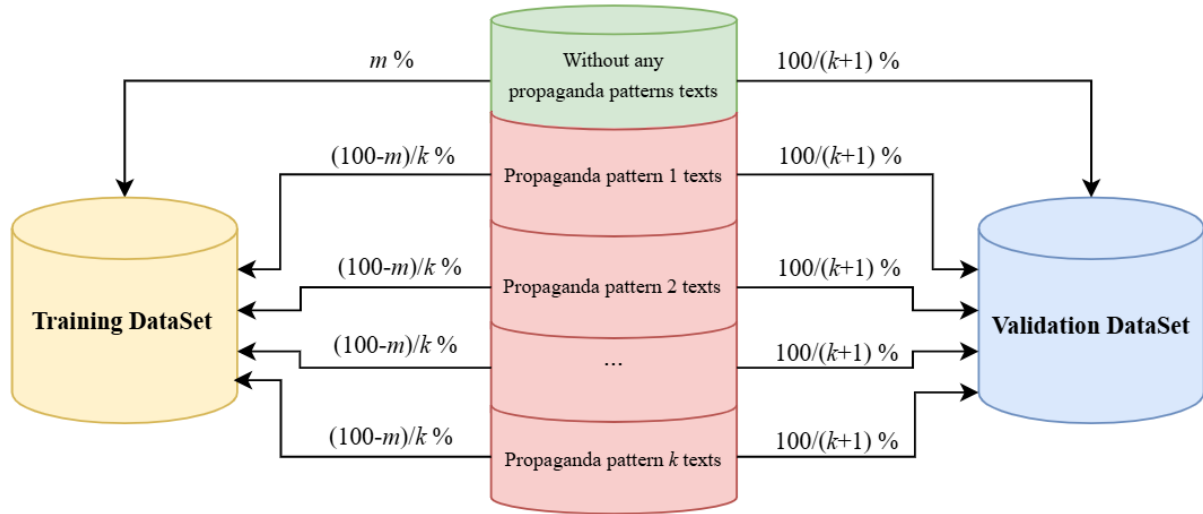 m %
Without any
propaganda patterns texts
100/(k+1) %
(100-m)/k %
Propaganda pattern 1 texts
100/(k+1) %
(100-m)/k %
Propaganda pattern 2 texts
100/(k+1) %
Training DataSet
Validation DataSet
(100-m)/k %
...
100/(k+1) %
(100-m)/k %
Propaganda pattern k texts
100/(k+1) %